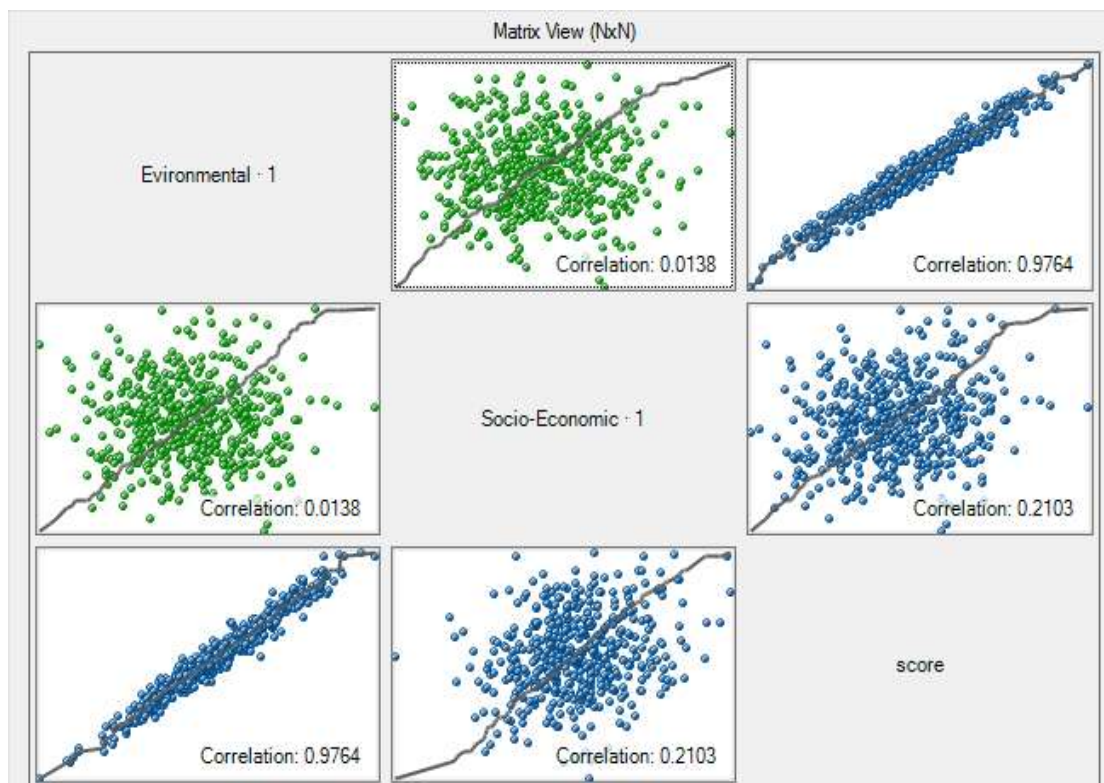 Matrix View (NxN)
Evironmental · 1
Correlation: 0.0138
Correlation: 0.9764
Correlation: 0.0138
Socio-Economic · 1
Correlation: 0.2103
Correlation: 0.9764
Correlation: 0.2103
score